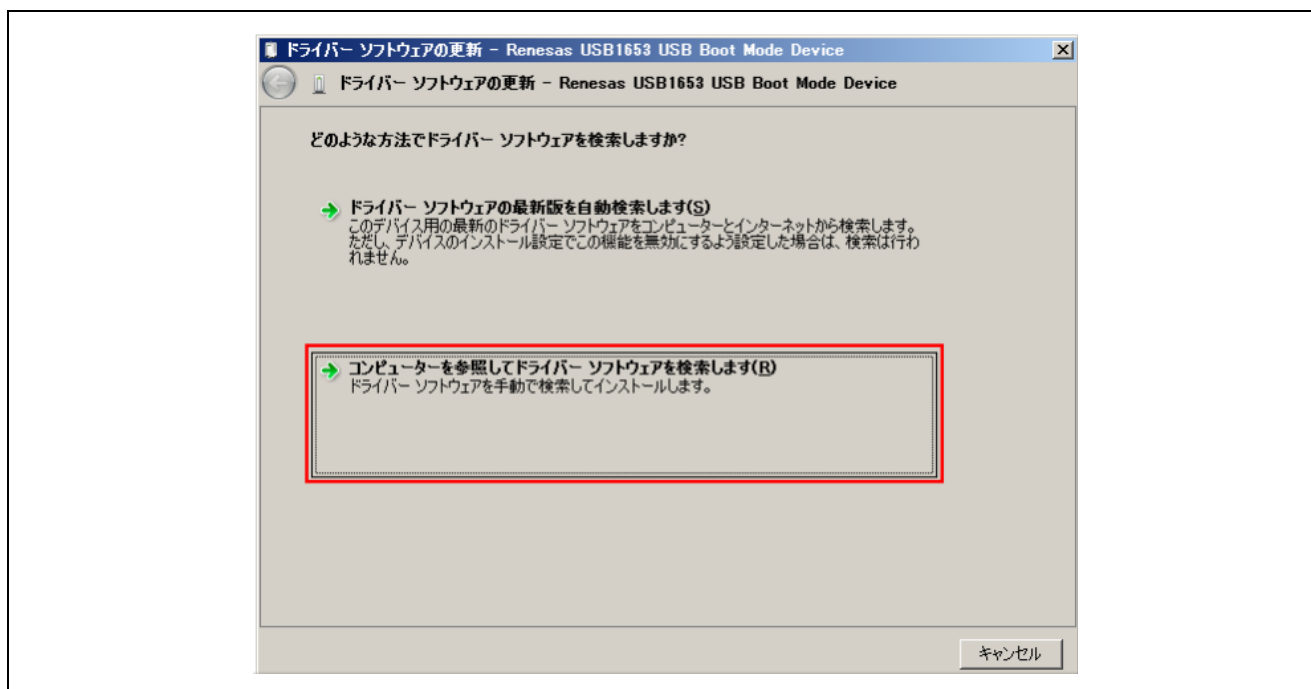 ドライバー ソフトウェアの更新 - Renesas USB1653 USB Boot Mode Device
ドライバー ソフトウェアの更新 - Renesas USB1653 USB Boot Mode Device
どのような方法でドライバー ソフトウェアを検索しますか?
ドライバー ソフトウェアの最新版を自動検索します(S)
このデバイス用の最新のドライバー ソフトウェアをコンピューターとインターネットから検索します。
ただし、デバイスのインストール設定でこの機能を無効にするよう設定した場合は、検索は行わ
れません。
コンピューターを参照してドライバー ソフトウェアを検索します(R)
ドライバー ソフトウェアを手動で検索してインストールします。
キャンセル